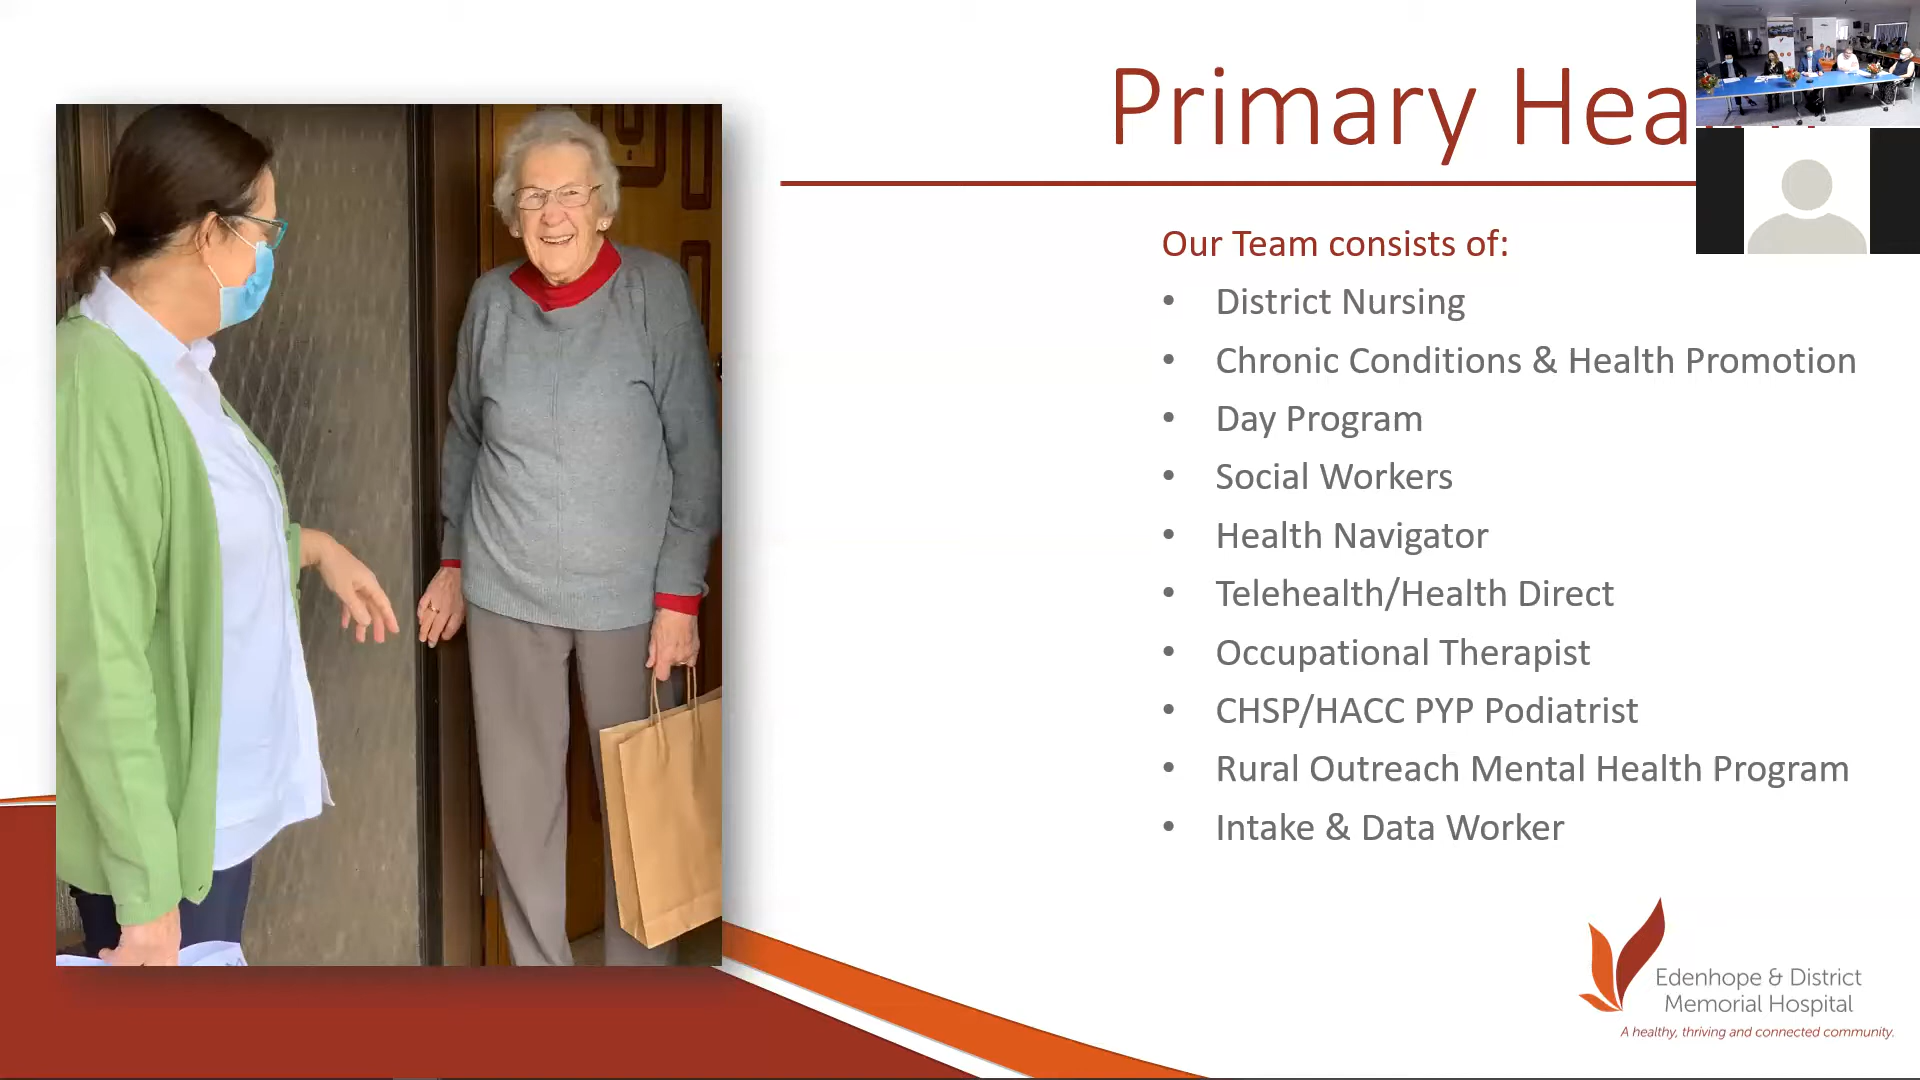 Primary Hea
Our Team consists of:
• District Nursing
• Chronic Conditions & Health Promotion
• Day Program
• Social Workers
• Health Navigator
• Telehealth/Health Direct
• Occupational Therapist
• CHSP/HACC PYP Podiatrist
• Rural Outreach Mental Health Program
• Intake & Data Worker
Edenhope & District
Memorial Hospital
A healthy, thriving and connected community.